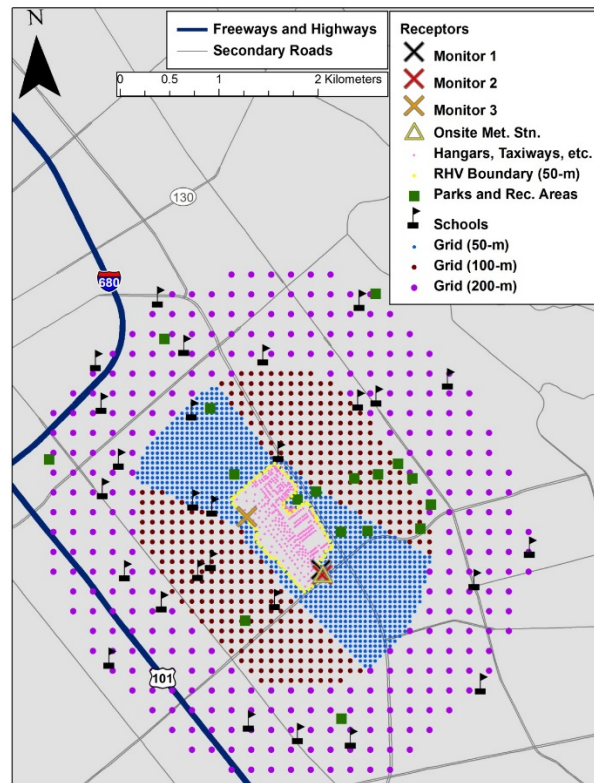 N
Freeways and Highways
Secondary Roads
0 0.5 1 2 Kilometers
Receptors
Monitor 1
Monitor 2
Monitor 3
Onsite Met. Stn.
Hangars, Taxiways, etc.
RHV Boundary (50-m)
Parks and Rec. Areas
Schools
Grid (50-m)
Grid (100-m)
Grid (200-m)
130
680
101